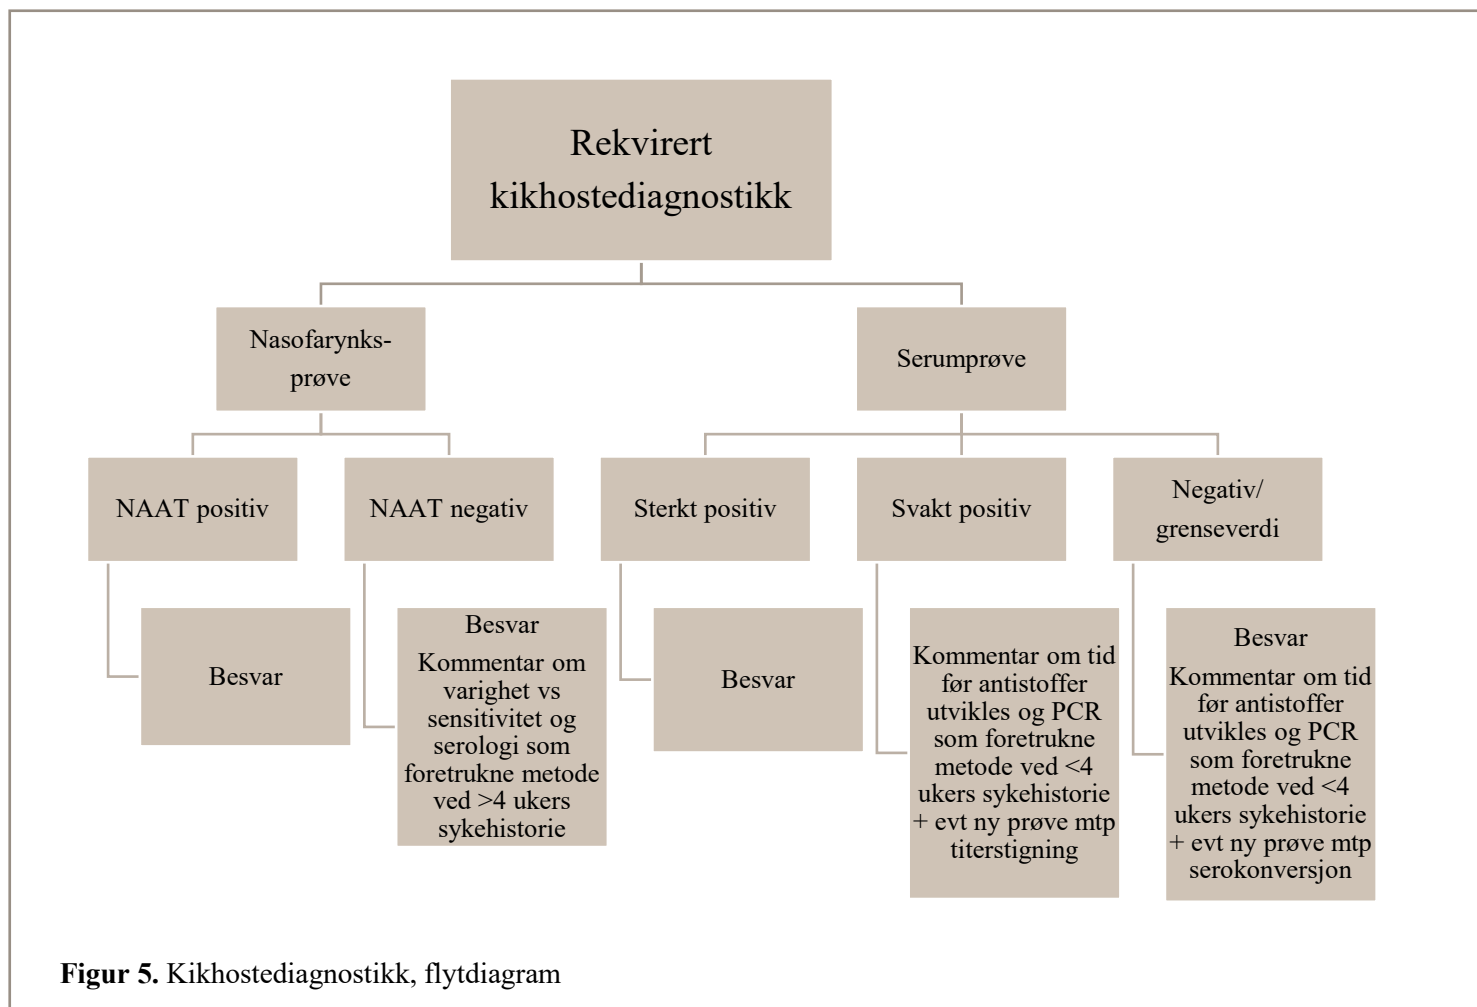 Rekvirert
kikhostediagnostikk
Nasofarynks-
prøve
Serumprøve
NAAT positiv
NAAT negativ
Sterkt positiv
Svakt positiv
Negativ/
grenseverdi
Besvar
Besvar
Kommentar om
varighet vs
sensitivitet og
serologi som
foretrukne metode
ved >4 ukers
sykehistorie
Besvar
Kommentar om tid
før antistoffer
utvikles og PCR
som foretrukne
metode ved <4
ukers sykehistorie
+ evt ny prøve mtp
titerstigning
Besvar
Kommentar om tid
før antistoffer
utvikles og PCR
som foretrukne
metode ved <4
ukers sykehistorie
+ evt ny prøve mtp
serokonversjon
Figur 5. Kikhostediagnostikk, flytdiagram